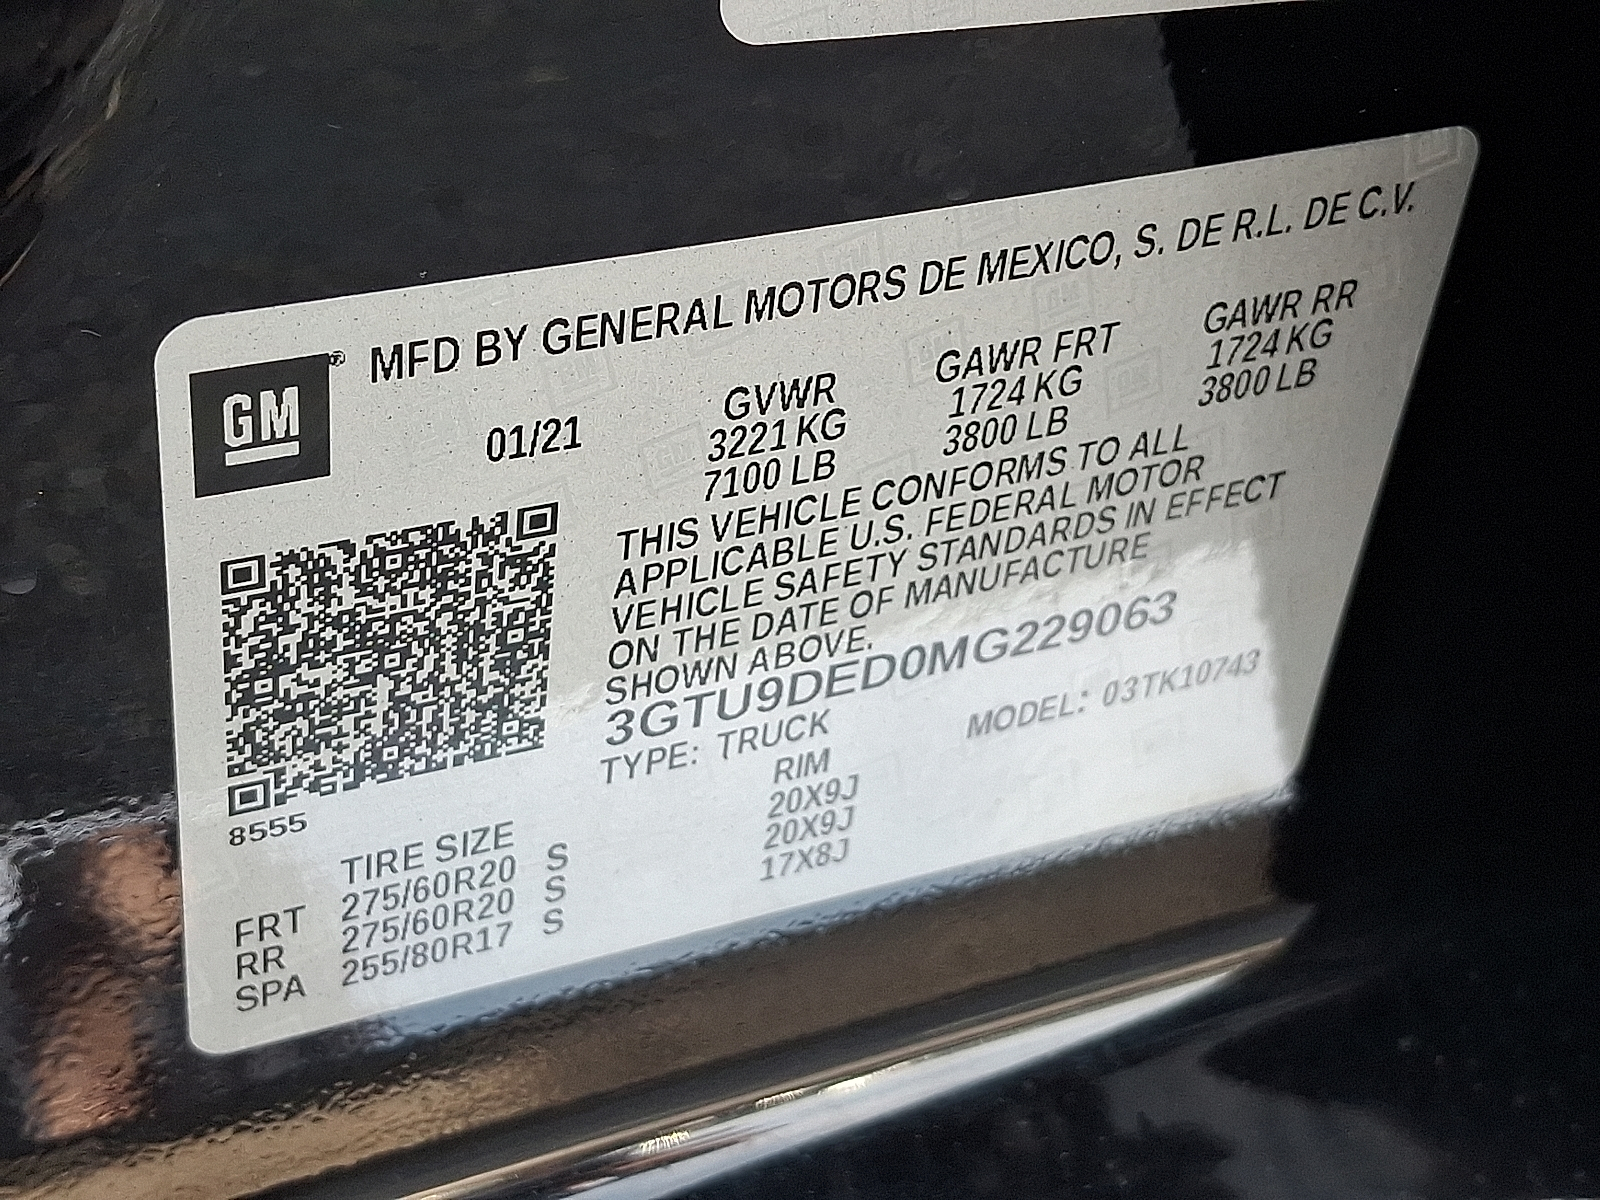 MFD BY GENERAL MOTORS DE MEXICO, S. DE R.L. DE C.V.
GM®
01/21
GVWR
3221 KG
7100 LB
GAWR FRT
1724 KG
3800 LB
GAWR RR
1724 KG
3800 LB
THIS VEHICLE CONFORMS TO ALL
APPLICABLE U.S. FEDERAL MOTOR
VEHICLE SAFETY STANDARDS IN EFFECT
ON THE DATE OF MANUFACTURE
SHOWN ABOVE.
3GTU9DED0MG229063
TYPE: TRUCK MODEL: 03TK10743
8555
TIRE SIZE RIM
FRT 275/60R20 S 20X9J
RR 275/60R20 S 20X9J
SPA 255/80R17 S 17X8J